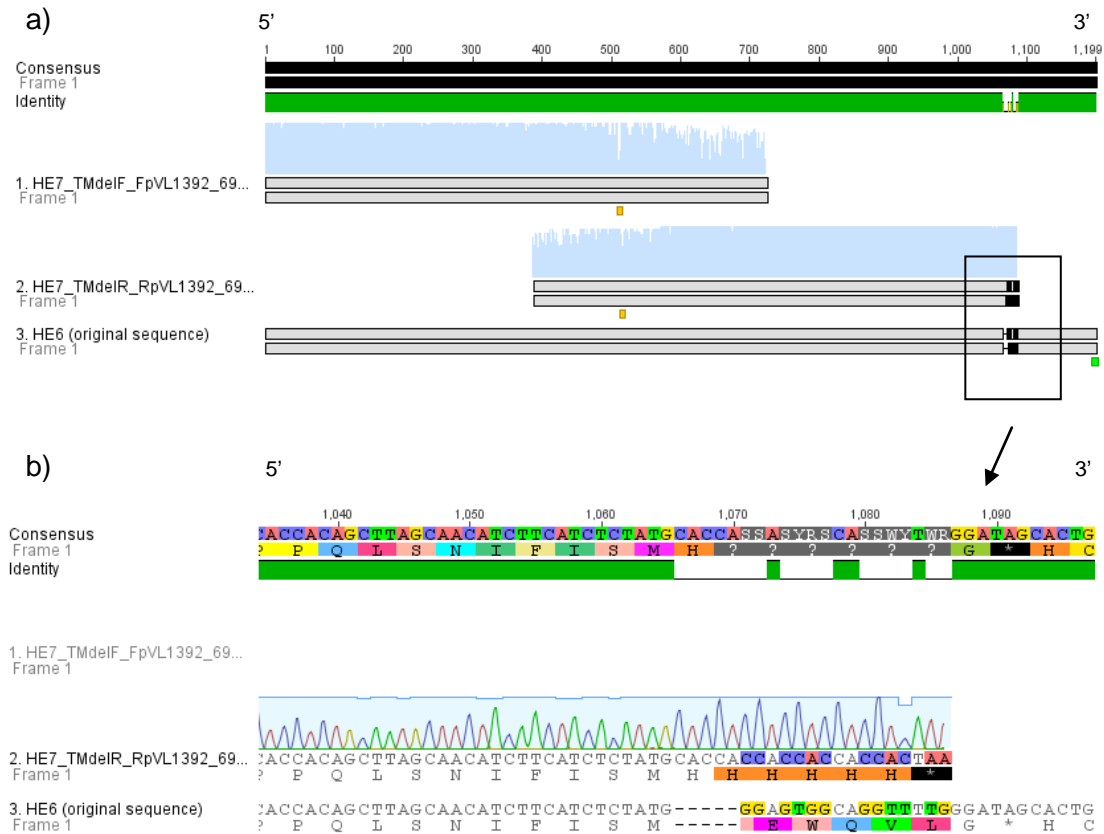 a)
5’ 3’
1 100 200 300 400 500 600 700 800 900 1,000 1,100 1,199
Consensus
Frame 1
Identity
1. HE7_TMdelF_FpVL1392_69...
Frame 1
2. HE7_TMdelR_RpVL1392_69...
Frame 1
3. HE6 (original sequence)
Frame 1
b)
5’ 3’
1,040 1,050 1,060 1,070 1,080 1,090
Consensus CACCACAGCTTAGCAACATCTTCATCTCTATGCACCASSASYRSCASSWYTWRGGATAGCACTG
Frame 1 P P Q L S N I F I S M H ? ? ? ? ? ? G * H C
Identity
1. HE7_TMdelF_FpVL1392_69...
Frame 1
2. HE7_TMdelR_RpVL1392_69... CACCACAGCTTAGCAACATCTTCATCTCTATGCACCACCACCACCACCACTAA
Frame 1 P P Q L S N I F I S M H H H H H H *
3. HE6 (original sequence) CACCACAGCTTAGCAACATCTTCATCTCTATG-----GGAGTGGCAGGTTTTGGGATAGCACTG
Frame 1 P P Q L S N I F I S M E W Q V L G * H C